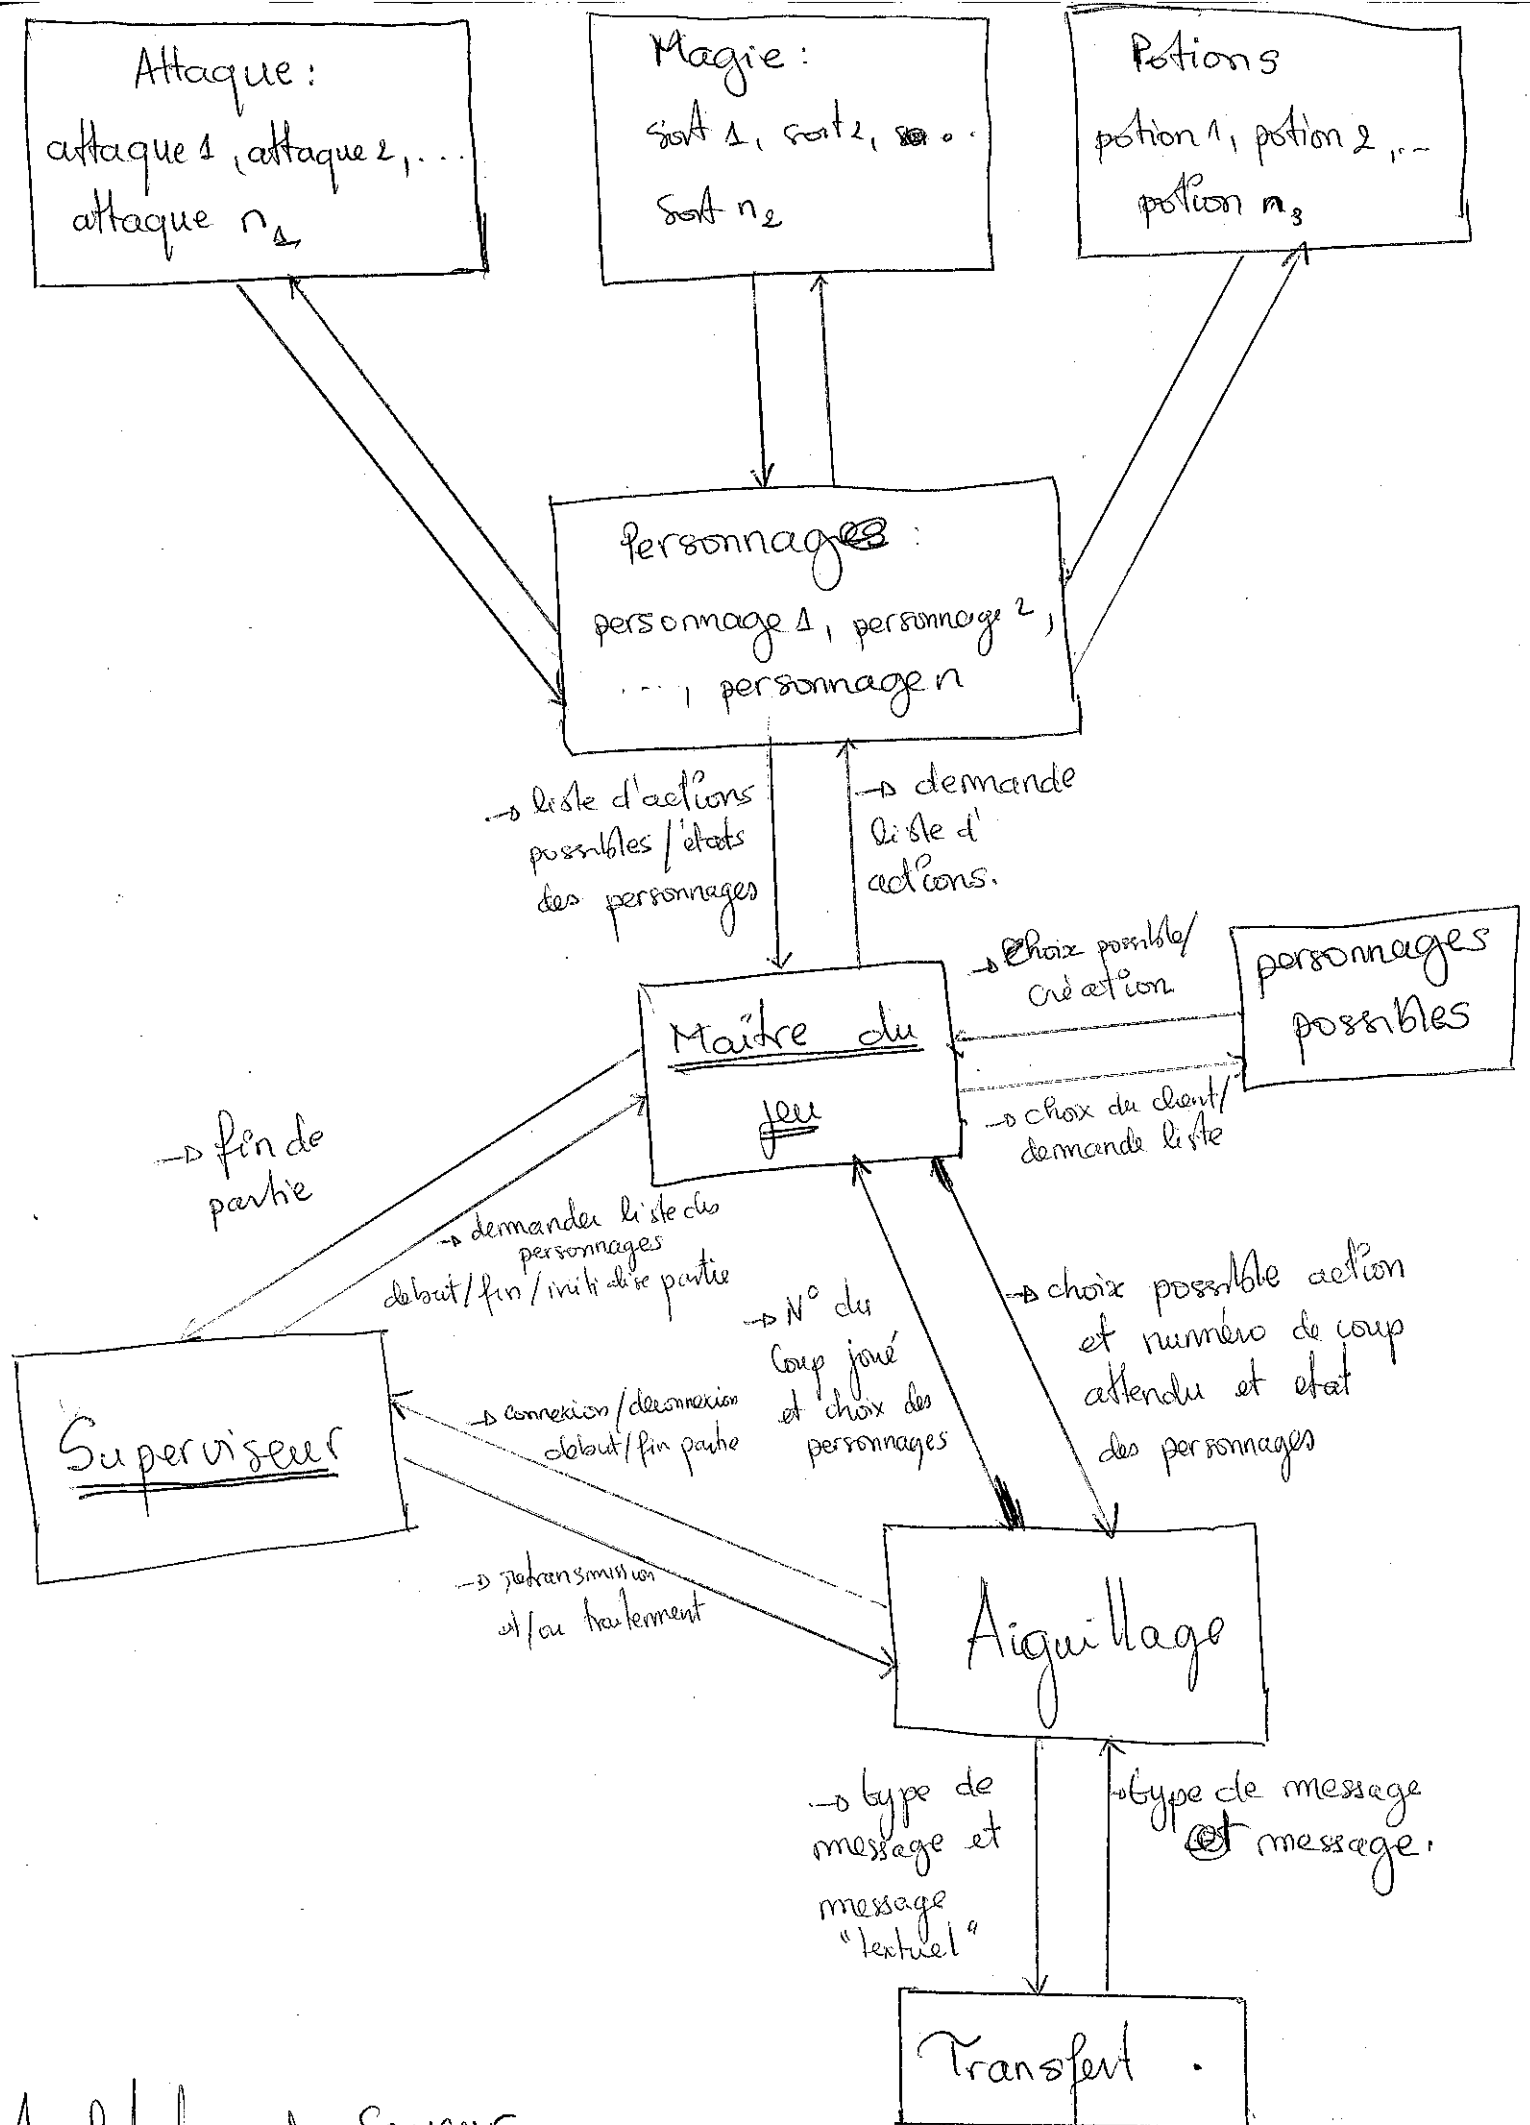 Attaque :
attaque 1, attaque 2, ...
attaque n1
Magie :
sort 1, sort 2, ...
sort n2
Potions
potion 1, potion 2, ...
potion n3
Personnages :
personnage 1, personnage 2,
..., personnage n
→ liste d'actions
possibles / états
des personnages
→ demande
liste d'
actions.
→ Choix possible/
création
personnages
possibles
Maître du
jeu
→ choix du client/
demande liste
→ fin de
partie
→ demander liste des
personnages
debut/fin/initialise partie
→ N° du
Coup joué
et choix des
personnages
→ choix possible action
et numéro de coup
attendu et etat
des personnages
Superviseur
→ connexion/deconnexion
debut/fin partie
→ retransmission
et/ou traitement
Aiguillage
→ type de
message et
message
"textuel"
→ type de message
et message.
Transfert .